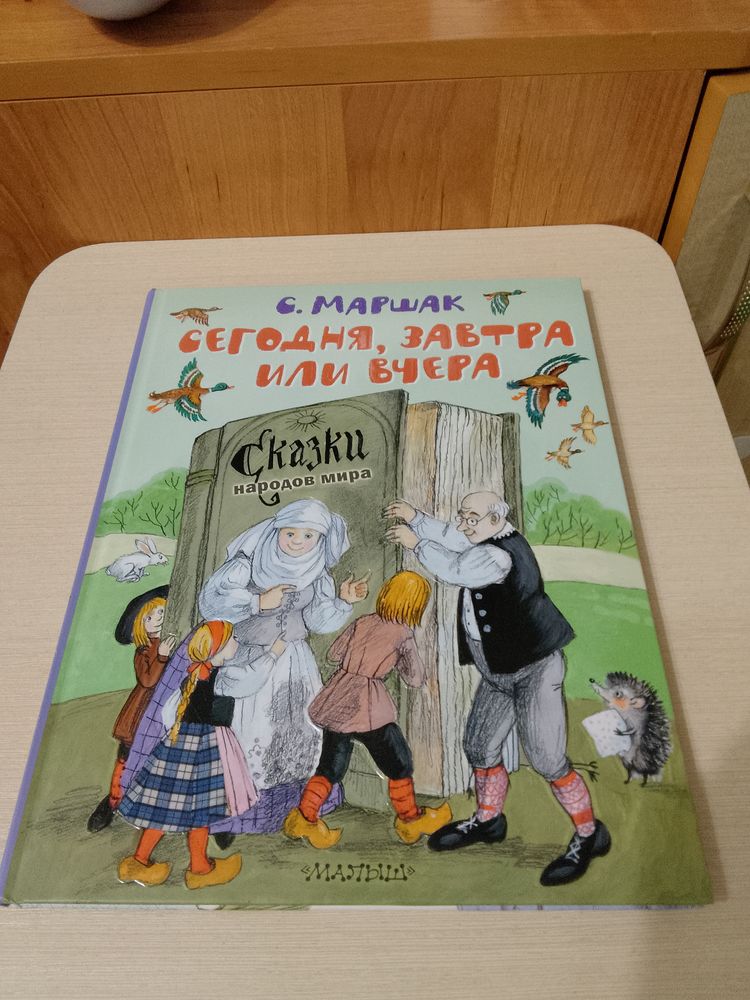 С. МАРШАК
СЕГОДНЯ, ЗАВТРА
ИЛИ ВЧЕРА
Сказки
народов мира
«МАЛЫШ»